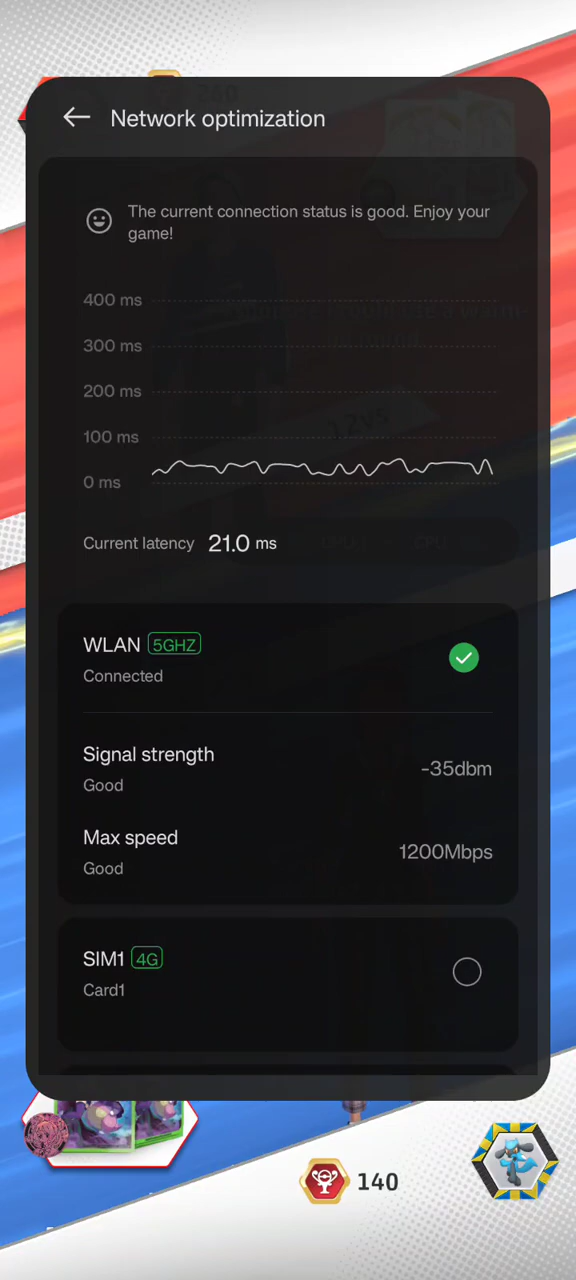 240
Network optimization
The current connection status is good. Enjoy your
game!
400 ms
300 ms
200 ms
100 ms
0 ms
Current latency 21.0 ms
WLAN 5GHZ
Connected
Signal strength
Good
-35dbm
Max speed
Good
1200Mbps
SIM1 4G
Card1
140